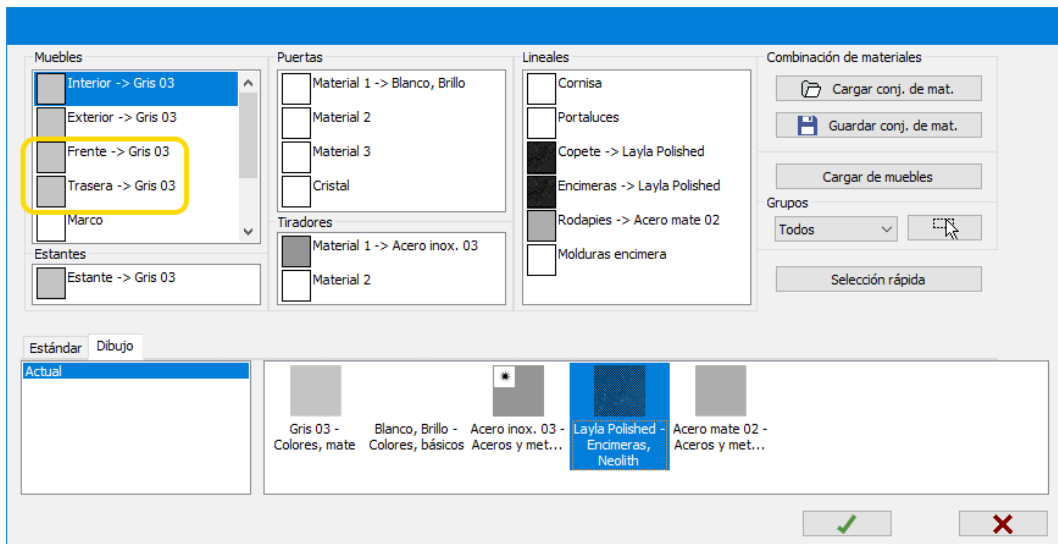 Muebles
Interior -> Gris 03
Exterior -> Gris 03
Frente -> Gris 03
Trasera -> Gris 03
Marco
Estantes
Estante -> Gris 03
Puertas
Material 1 -> Blanco, Brillo
Material 2
Material 3
Cristal
Tiradores
Material 1 -> Acero inox. 03
Material 2
Lineales
Cornisa
Portaluces
Copete -> Layla Polished
Encimeras -> Layla Polished
Rodapies -> Acero mate 02
Molduras encimera
Combinación de materiales
Cargar conj. de mat.
Guardar conj. de mat.
Cargar de muebles
Grupos
Todos
Selección rápida
Estándar
Dibujo
Actual
Gris 03 -
Colores, mate
Blanco, Brillo -
Colores, básicos
Acero inox. 03 -
Aceros y met...
Layla Polished -
Encimeras,
Neolith
Acero mate 02 -
Aceros y met...